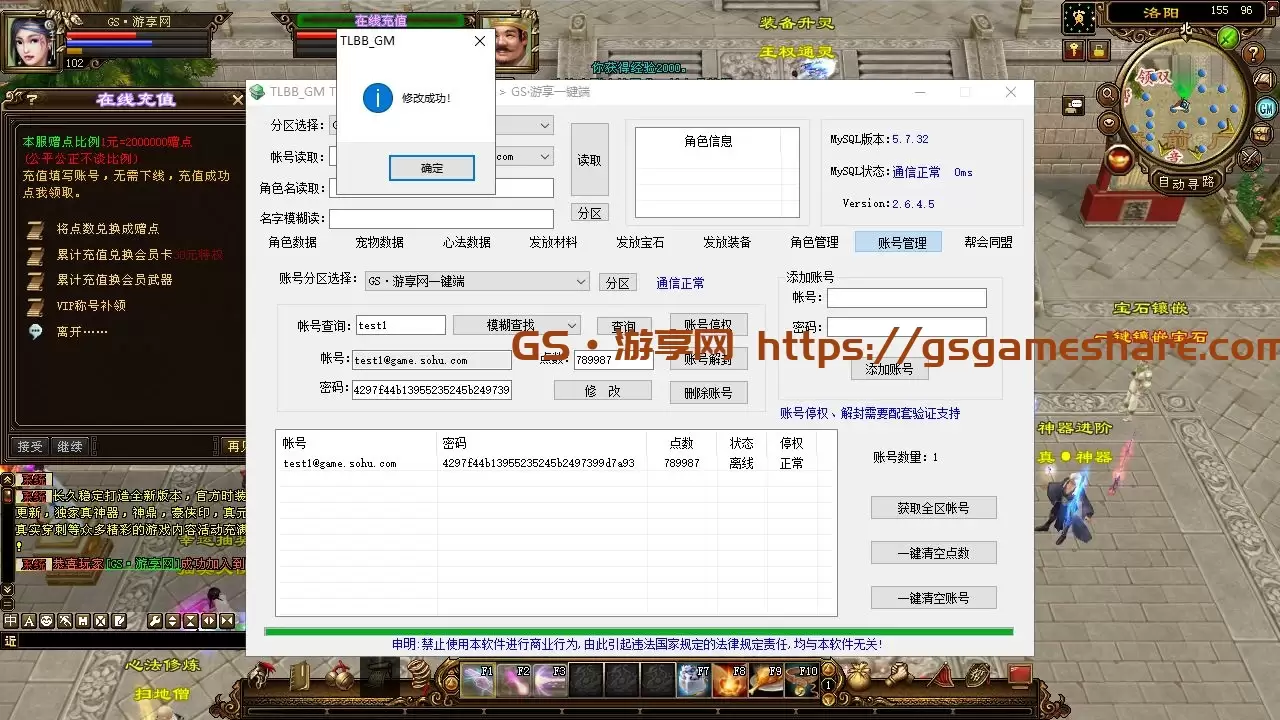 GS·游享网
102
在线充值
装备升灵
王权通灵
你获得经验2000。
洛阳
155 96
北
自动寻路
在线充值
本服赠点比例1元=2000000赠点
(公平公正不谈比例)
充值填写账号,无需下线,充值成功
点我领取。
将点数兑换成赠点
累计充值兑换会员卡
累计充值兑换会员武器
VIP称号补领
离开……
接受
继续
TLBB_GM
修改成功!
确定
TLBB_GM
> GS·游享一键端
分区选择:
帐号读取:
com
角色名读取:
名字模糊读:
读取
分区
角色信息
MySQL版本:5.7.32
MySQL状态:通信正常 0ms
Version:2.6.4.5
角色数据
宠物数据
心法数据
发放材料
发放宝石
发放装备
角色管理
账号管理
帮会同盟
账号分区选择:
GS·游享网一键端
分区
通信正常
添加账号
帐号:
密码:
添加账号
帐号查询:
test1
模糊查找
查询
账号停权
帐号:
test1@game.sohu.com
点数:
789987
账号解封
密码:
4297f44b13955235245b249739
修 改
删除账号
账号停权、解封需要配套验证支持
GS·游享网 https://gsgameshare.com
帐号 密码 点数 状态 停权
test1@game.sohu.com 4297f44b13955235245b2497399d7a93 789987 离线 正常
账号数量:1
获取全区帐号
一键清空点数
一键清空账号
申明:禁止使用本软件进行商业行为,由此引起违法国家规定的法律规定责任,均与本软件无关!
宝石镶嵌
一键镶嵌宝石
神器进阶
真●神器
长久稳定打造全新版本,官方时装
更新,独家真神器,神鼎,豪侠印,真元
真实穿刺等众多精彩的游戏内容活动充满
!
恭喜玩家[GS·游享网]成功加入到
近
心法修炼
扫地僧
F1
F2
F3
F7
F8
F9
F10